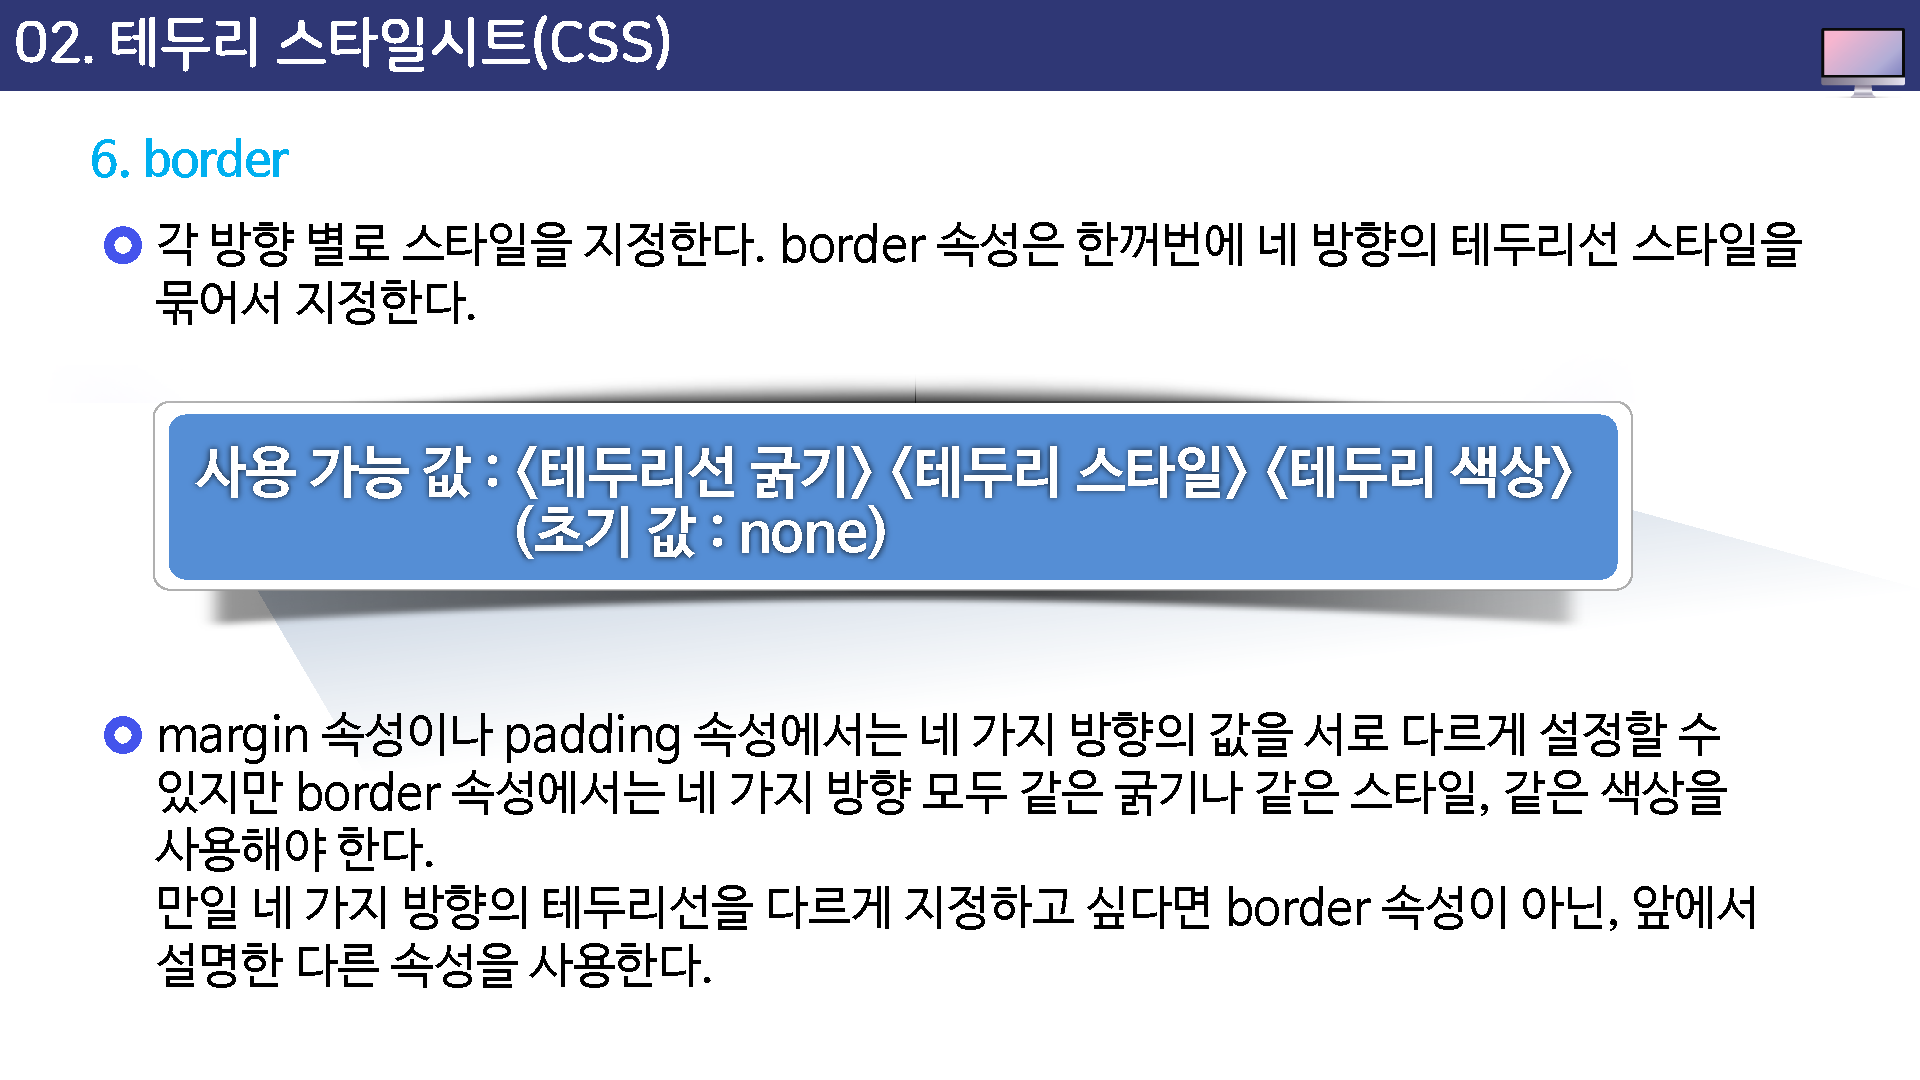 02. 테두리 스타일시트(CSS)
6. border
각 방향 별로 스타일을 지정한다. border 속성은 한꺼번에 네 방향의 테두리선 스타일을
묶어서 지정한다.
사용 가능 값 : <테두리선 굵기> <테두리 스타일> <테두리 색상>
(초기 값 : none)
margin 속성이나 padding 속성에서는 네 가지 방향의 값을 서로 다르게 설정할 수
있지만 border 속성에서는 네 가지 방향 모두 같은 굵기나 같은 스타일, 같은 색상을
사용해야 한다.
만일 네 가지 방향의 테두리선을 다르게 지정하고 싶다면 border 속성이 아닌, 앞에서
설명한 다른 속성을 사용한다.